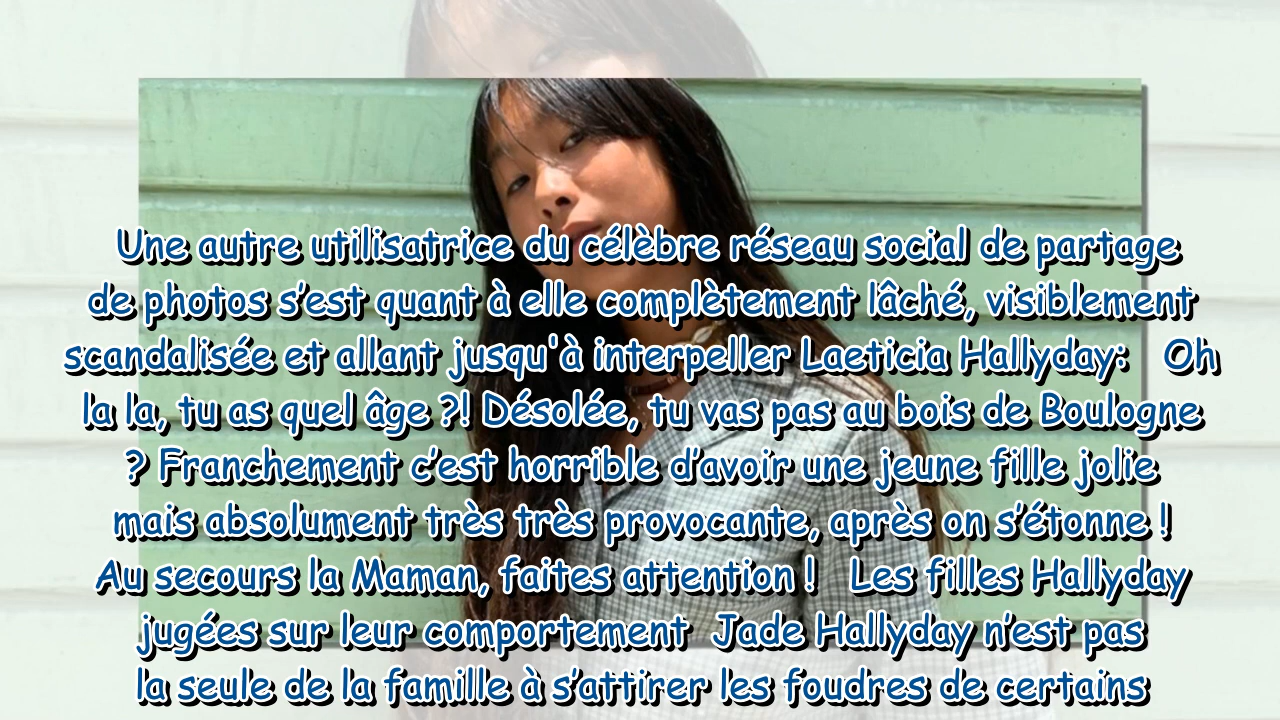 Une autre utilisatrice du célèbre réseau social de partage
de photos s’est quant à elle complètement lâché, visiblement
scandalisée et allant jusqu'à interpeller Laeticia Hallyday:   Oh
la la, tu as quel âge ?! Désolée, tu vas pas au bois de Boulogne
? Franchement c’est horrible d’avoir une jeune fille jolie
mais absolument très très provocante, après on s’étonne !
Au secours la Maman, faites attention !   Les filles Hallyday
jugées sur leur comportement  Jade Hallyday n’est pas
la seule de la famille à s’attirer les foudres de certains